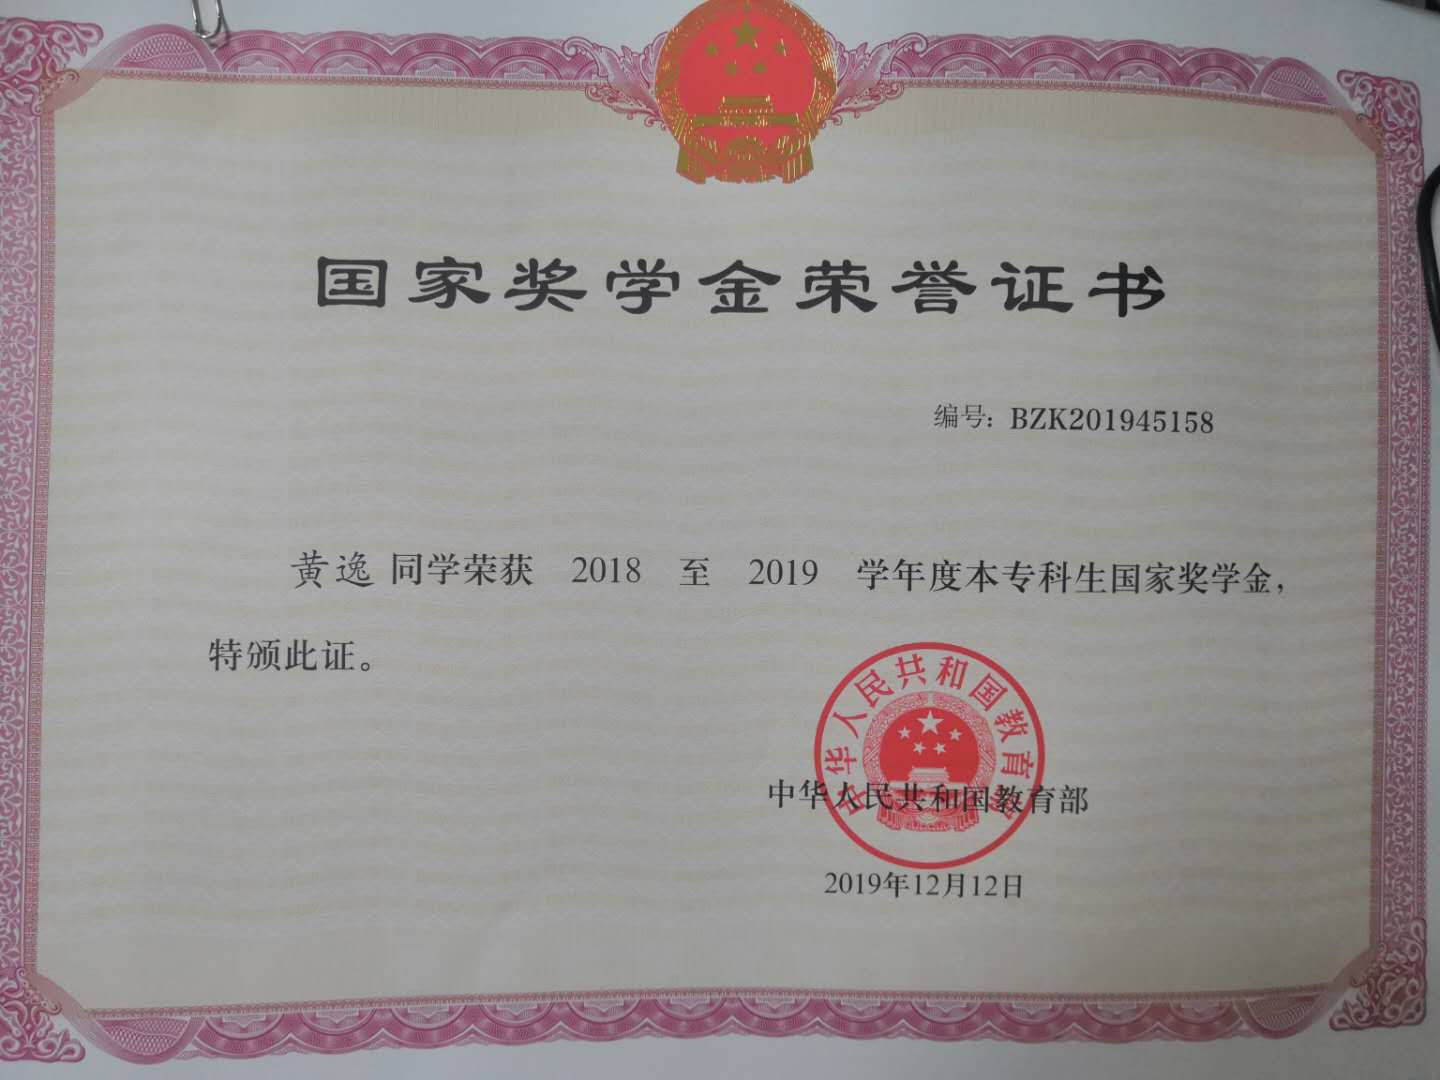 国家奖学金荣誉证书
编号：BZK201945158
黄逸 同学荣获 2018 至 2019 学年度本专科生国家奖学金，
特颁此证。
中华人民共和国教育部
中华人民共和国教育部
2019年12月12日